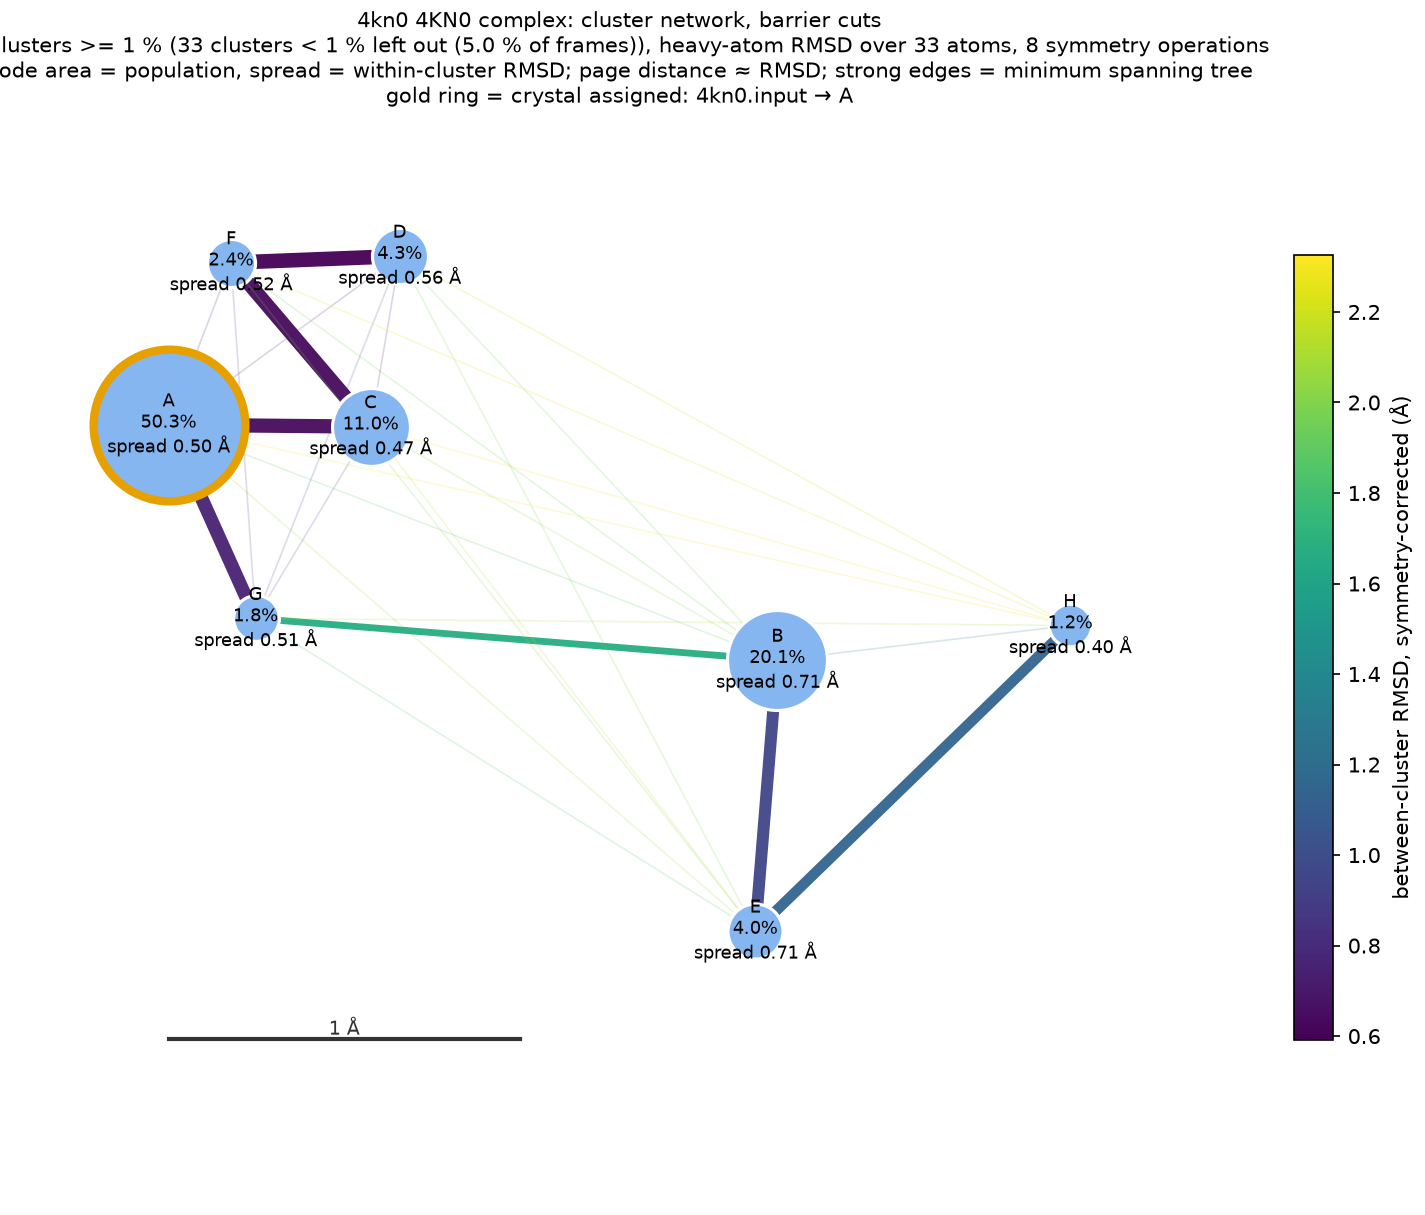 4kn0 4KN0 complex: cluster network, barrier cuts
lusters >= 1 % (33 clusters < 1 % left out (5.0 % of frames)), heavy-atom RMSD over 33 atoms, 8 symmetry operations
ode area = population, spread = within-cluster RMSD; page distance ≈ RMSD; strong edges = minimum spanning tree
gold ring = crystal assigned: 4kn0.input → A
F
2.4%
spread 0.52 Å
D
4.3%
spread 0.56 Å
A
50.3%
spread 0.50 Å
C
11.0%
spread 0.47 Å
G
1.8%
spread 0.51 Å
B
20.1%
spread 0.71 Å
H
1.2%
spread 0.40 Å
E
4.0%
spread 0.71 Å
1 Å
2.2
2.0
1.8
1.6
1.4
1.2
1.0
0.8
0.6
between-cluster RMSD, symmetry-corrected (Å)